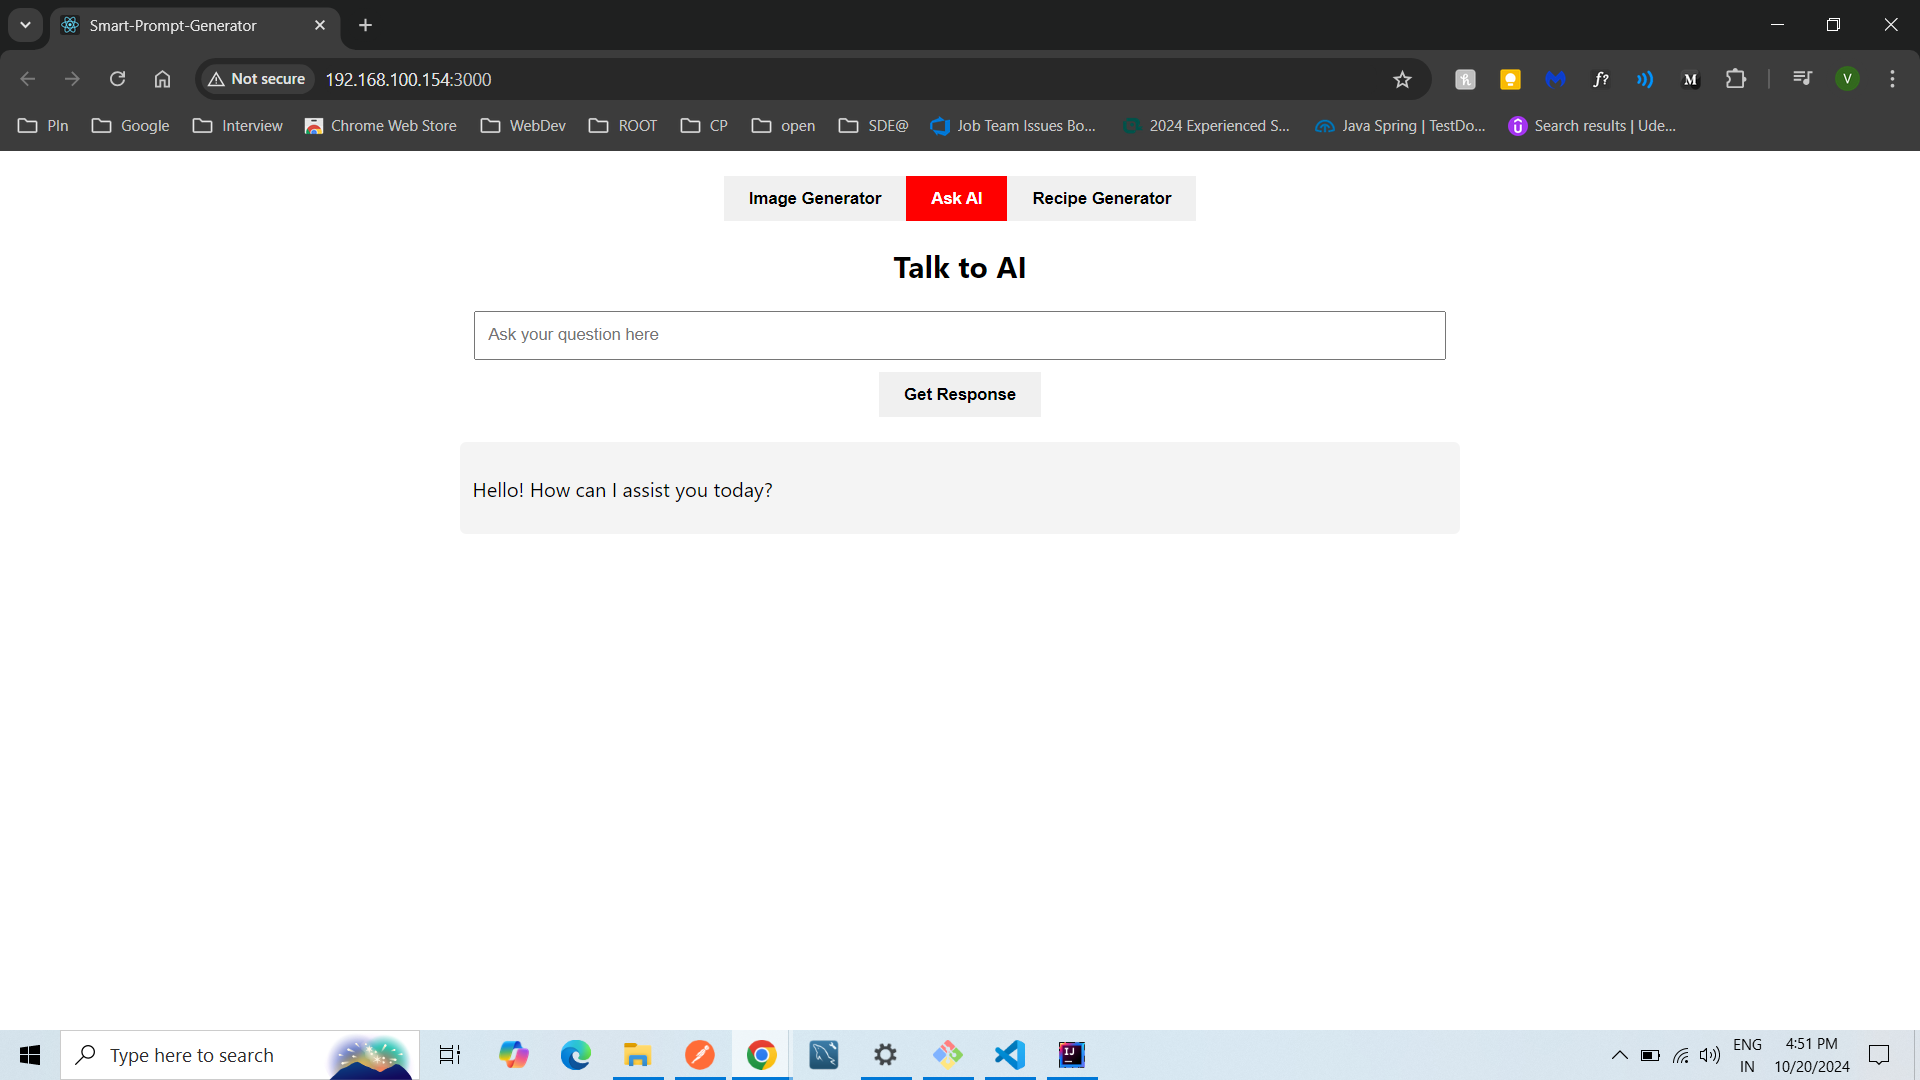 Smart-Prompt-Generator
Not secure 192.168.100.154:3000
V
PIn Google Interview Chrome Web Store WebDev ROOT CP open SDE@ Job Team Issues Bo... 2024 Experienced S... Java Spring | TestDo... Search results | Ude...
Image Generator Ask AI Recipe Generator
Talk to AI
Ask your question here
Get Response
Hello! How can I assist you today?
Type here to search
ENG
IN
4:51 PM
10/20/2024